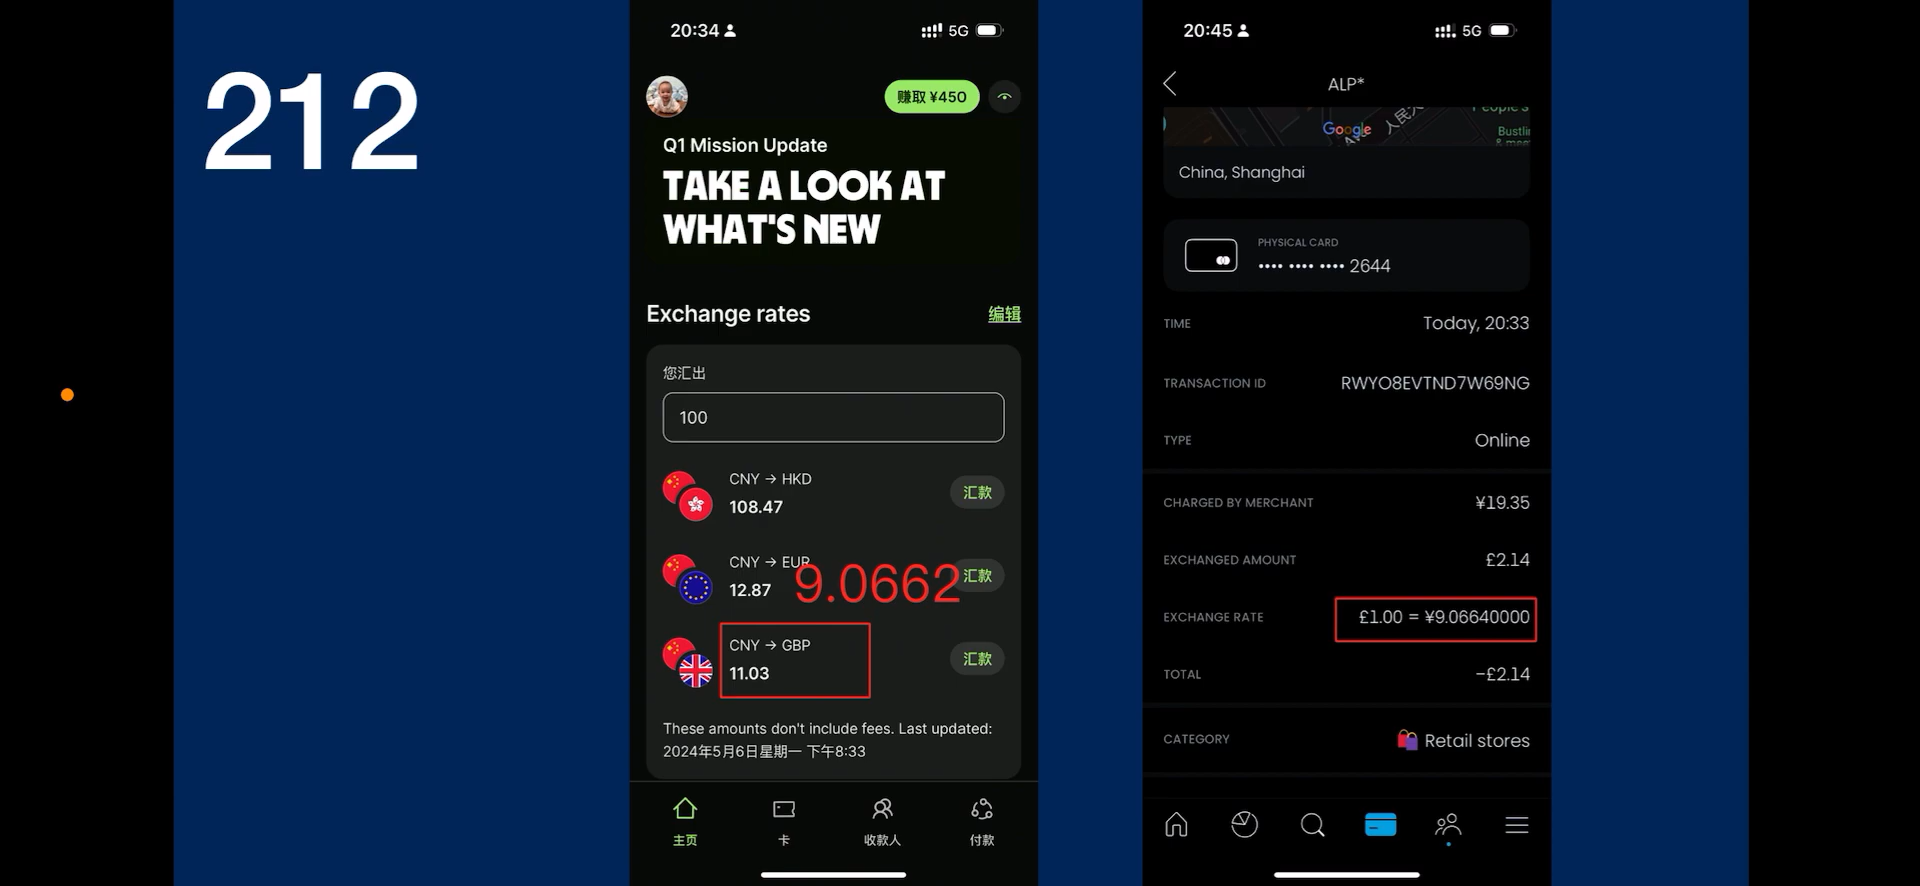 212
20:34
5G
赚取 ¥450
Q1 Mission Update
TAKE A LOOK AT
WHAT'S NEW
Exchange rates
编辑
您汇出
100
CNY → HKD
108.47
汇款
CNY → EUR
12.87
9.0662
汇款
CNY → GBP
11.03
汇款
These amounts don't include fees. Last updated:
2024年5月6日星期一 下午8:33
主页
卡
收款人
付款
20:45
5G
ALP*
People's
人民
Google
Bustlin
China, Shanghai
PHYSICAL CARD
•••• •••• •••• 2644
TIME
Today, 20:33
TRANSACTION ID
RWYO8EVTND7W69NG
TYPE
Online
CHARGED BY MERCHANT
¥19.35
EXCHANGED AMOUNT
£2.14
EXCHANGE RATE
£1.00 = ¥9.06640000
TOTAL
−£2.14
CATEGORY
Retail stores